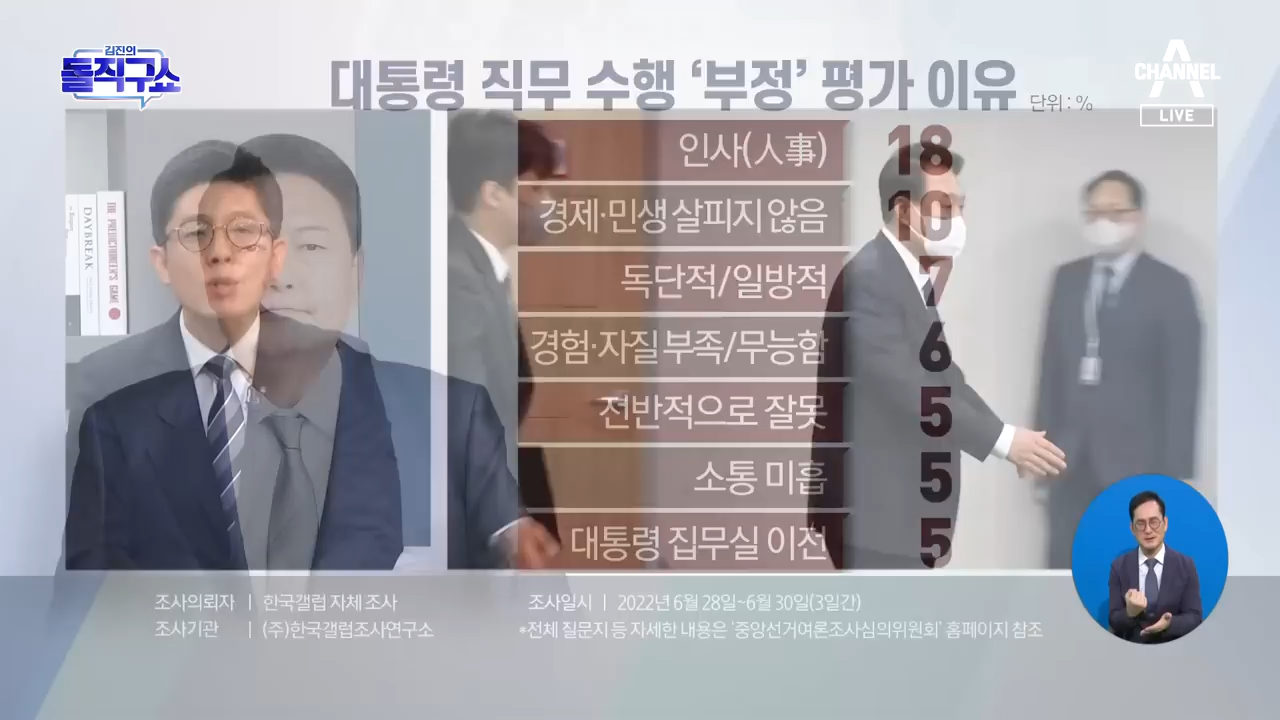 김진의
돌직구쇼
대통령 직무 수행 ‘부정’ 평가 이유
단위 : %
CHANNEL
LIVE
인사(人事) 18
경제·민생 살피지 않음 10
독단적/일방적 7
경험·자질 부족/무능함 6
전반적으로 잘못 5
소통 미흡 5
대통령 집무실 이전 5
DAYBREAK
THE PREDICTIONEER'S GAME
조사의뢰자 | 한국갤럽 자체 조사
조사일시 | 2022년 6월 28일~6월 30일(3일간)
조사기관 | (주)한국갤럽조사연구소
*전체 질문지 등 자세한 내용은 ‘중앙선거여론조사심의위원회’ 홈페이지 참조